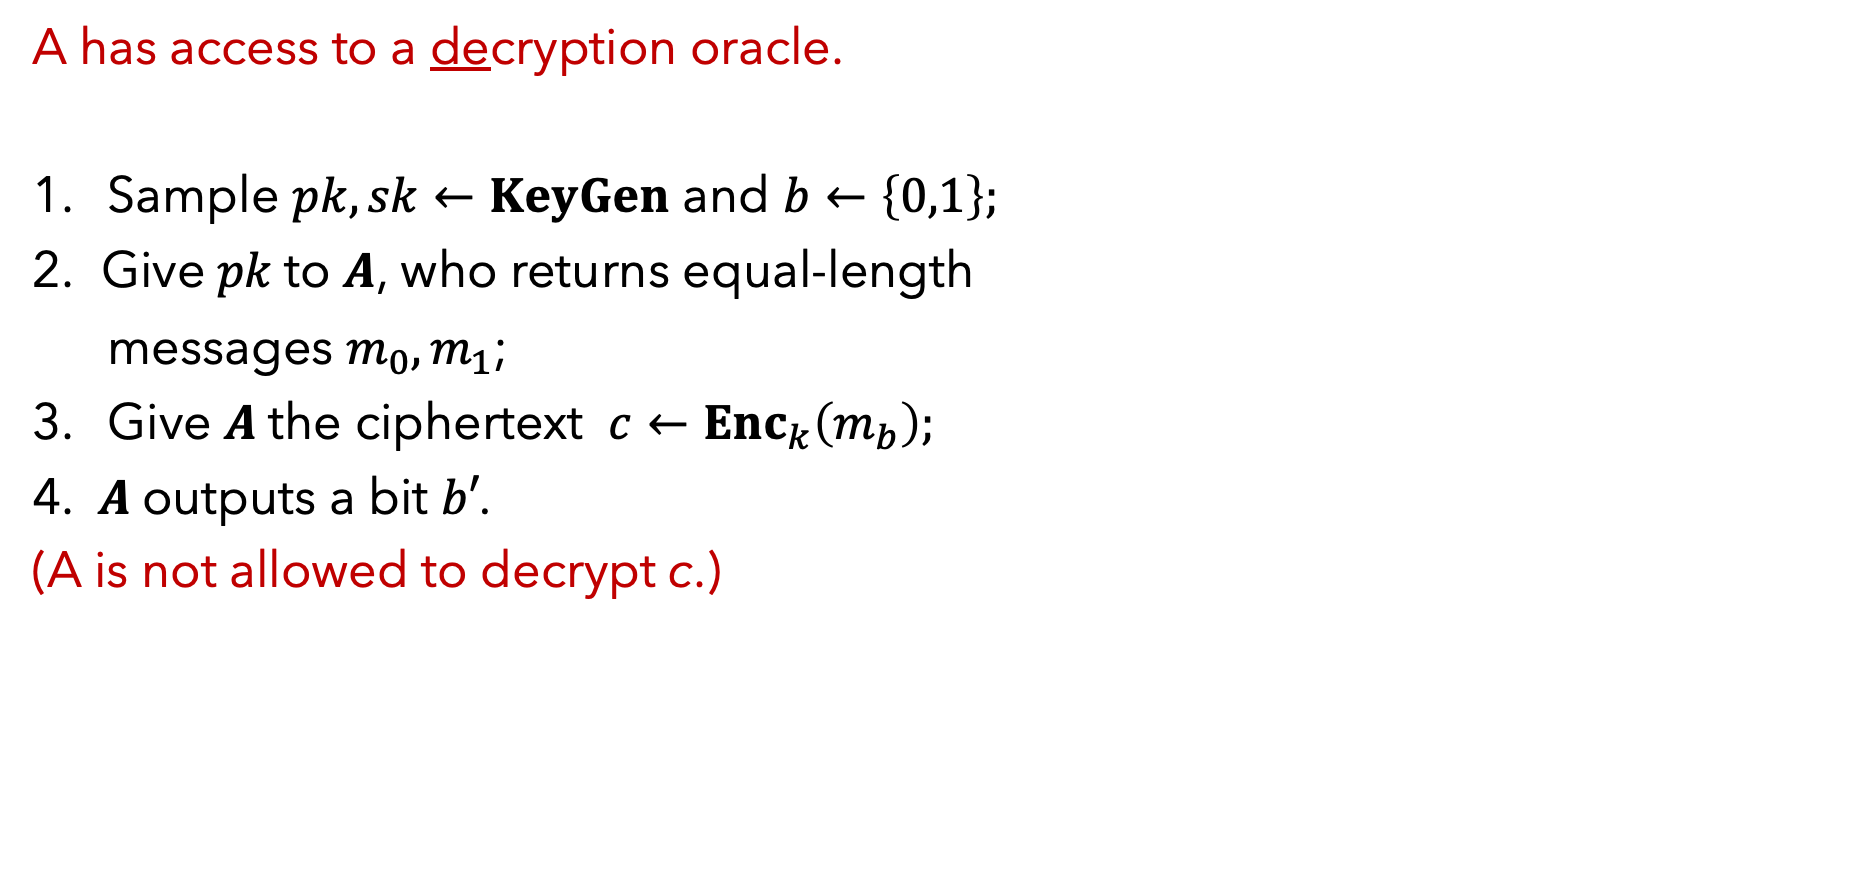 A has access to a decryption oracle.
1. Sample pk, sk ← KeyGen and b ← {0,1};
2. Give pk to A, who returns equal-length
messages m₀, m₁;
3. Give A the ciphertext c ← Encₖ(m_b);
4. A outputs a bit b′.
(A is not allowed to decrypt c.)